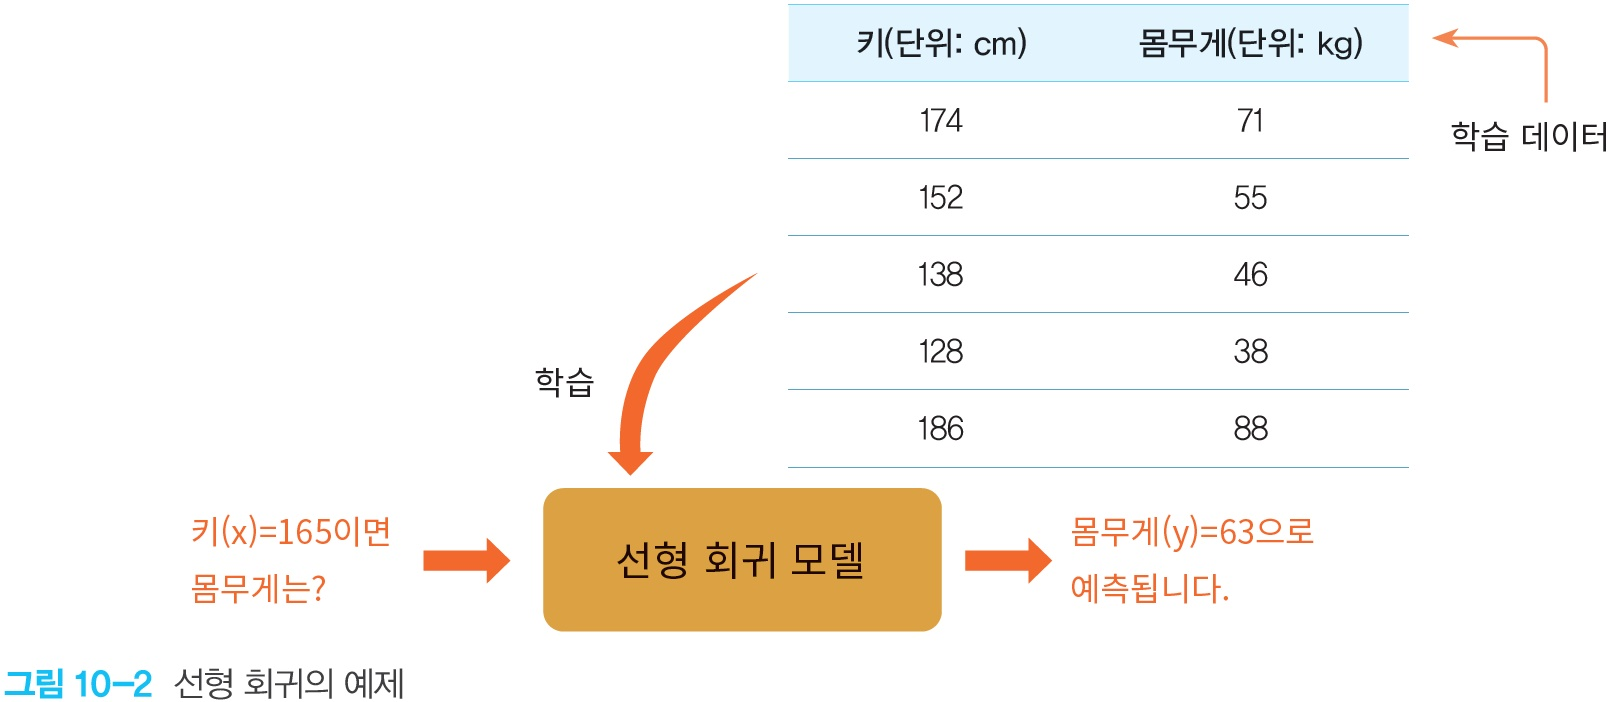 키(단위: cm) 몸무게(단위: kg)
174 71
학습 데이터
152 55
138 46
128 38
학습
186 88
키(x)=165이면
몸무게는?
선형 회귀 모델
몸무게(y)=63으로
예측됩니다.
그림 10-2 선형 회귀의 예제